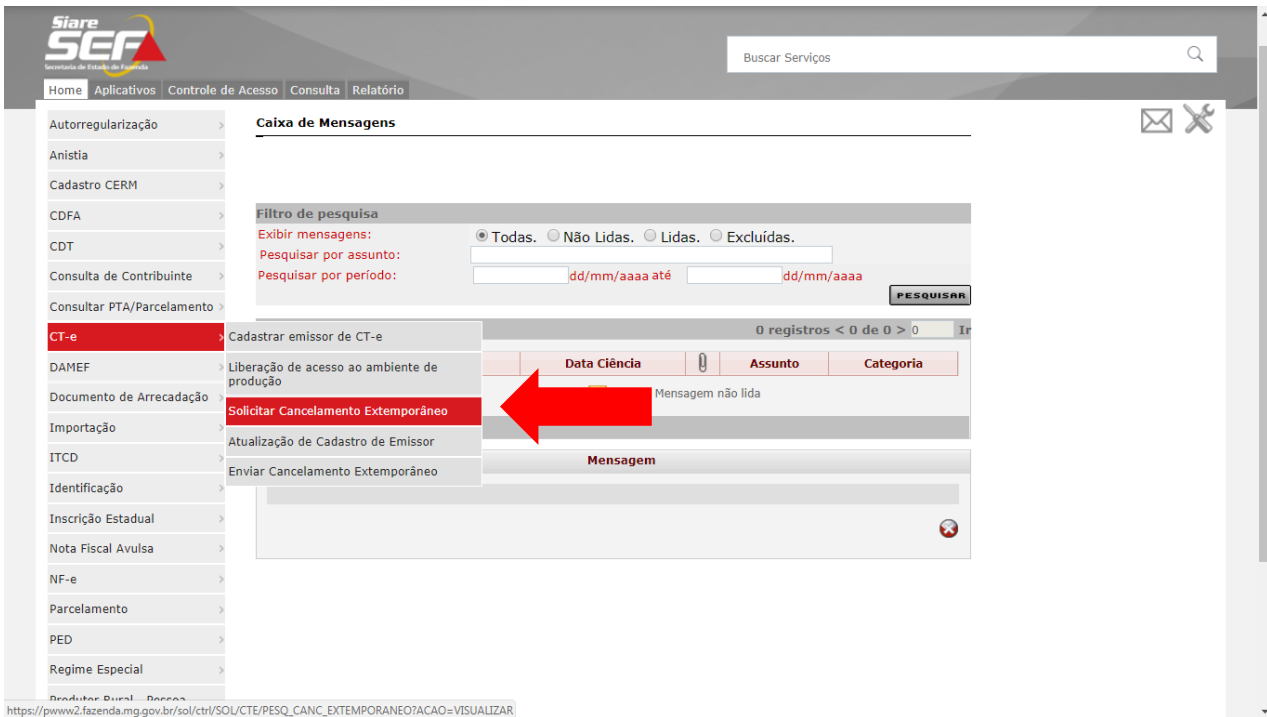 Siare
SEF
Secretaria de Estado de Fazenda
Buscar Serviços
Home Aplicativos Controle de Acesso Consulta Relatório
Autorregularização
Anistia
Cadastro CERM
CDFA
CDT
Consulta de Contribuinte
Consultar PTA/Parcelamento
CT-e
DAMEF
Documento de Arrecadação
Importação
ITCD
Identificação
Inscrição Estadual
Nota Fiscal Avulsa
NF-e
Parcelamento
PED
Regime Especial
Produtor Rural - Pessoa
Cadastrar emissor de CT-e
Liberação de acesso ao ambiente de
produção
Solicitar Cancelamento Extemporâneo
Atualização de Cadastro de Emissor
Enviar Cancelamento Extemporâneo
Caixa de Mensagens
Filtro de pesquisa
Exibir mensagens: Todas. Não Lidas. Lidas. Excluídas.
Pesquisar por assunto:
Pesquisar por período: dd/mm/aaaa até dd/mm/aaaa
PESQUISAR
0 registros < 0 de 0 > 0 Ir
Data Ciência Assunto Categoria
Mensagem não lida
Mensagem
https://pwww2.fazenda.mg.gov.br/sol/ctrl/SOL/CTE/PESQ_CANC_EXTEMPORANEO?ACAO=VISUALIZAR